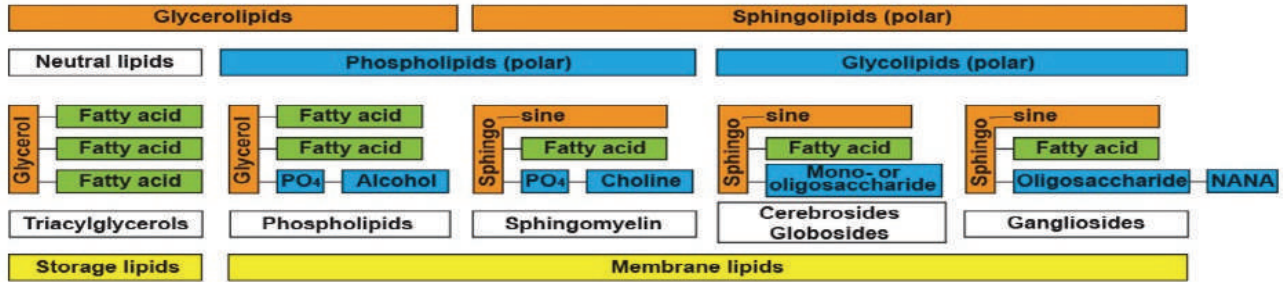 Glycerolipids
Sphingolipids (polar)
Neutral lipids
Phospholipids (polar)
Glycolipids (polar)
Glycerol
Fatty acid
Fatty acid
Fatty acid
Triacylglycerols
Glycerol
Fatty acid
Fatty acid
PO4
Alcohol
Phospholipids
Sphingo
sine
Fatty acid
PO4
Choline
Sphingomyelin
Sphingo
sine
Fatty acid
Mono- or
oligosaccharide
Cerebrosides
Globosides
Sphingo
sine
Fatty acid
Oligosaccharide
NANA
Gangliosides
Storage lipids
Membrane lipids